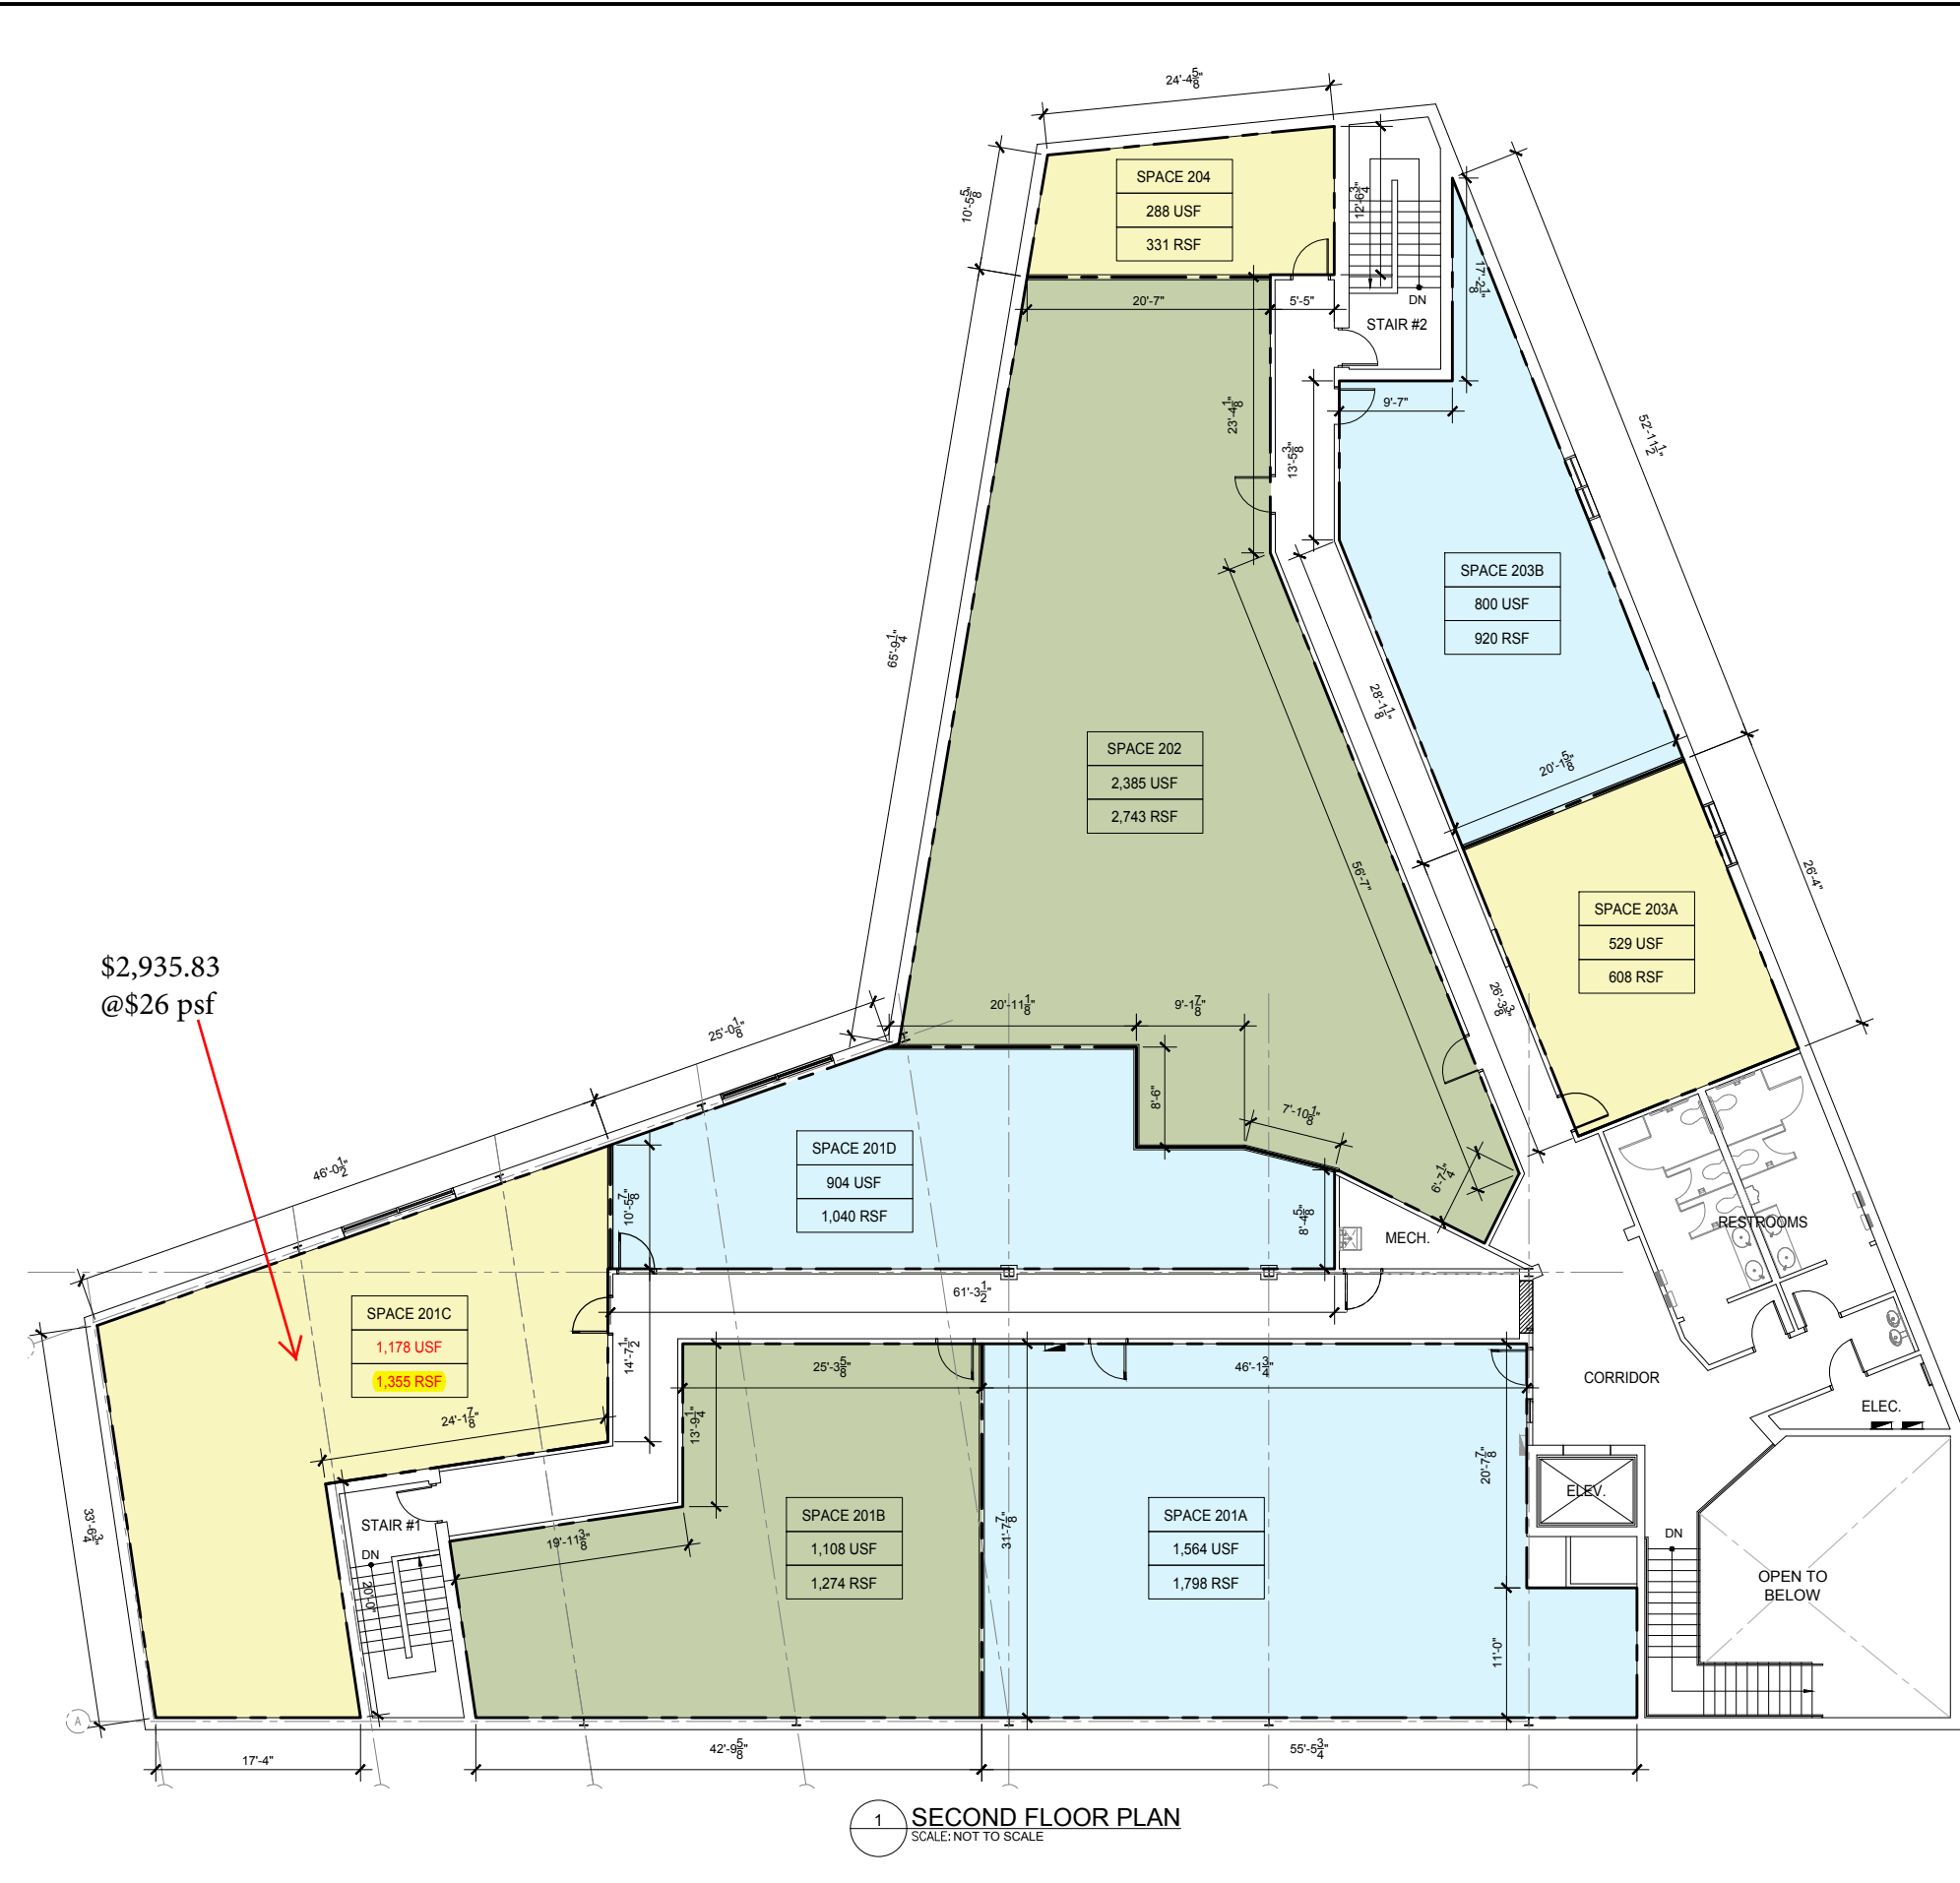 24'-4 5/8"
SPACE 204
288 USF
331 RSF
10'-5 5/8"
12'-6 3/4"
17'-2 1/8"
DN
STAIR #2
20'-7"
5'-5"
9'-7"
23'-4 1/8"
13'-5 3/8"
52'-11 1/2"
SPACE 203B
800 USF
920 RSF
65'-9 1/4"
28'-1 1/8"
SPACE 202
2,385 USF
2,743 RSF
20'-1 5/8"
56'-7"
26'-4"
SPACE 203A
529 USF
608 RSF
$2,935.83
@$26 psf
20'-11 1/8"
9'-1 7/8"
26'-3 3/8"
25'-0 1/8"
8'-6"
7'-10 1/8"
SPACE 201D
904 USF
1,040 RSF
46'-0 1/2"
10'-5 7/8"
6'-7 1/4"
8'-4 5/8"
MECH.
RESTROOMS
61'-3 1/2"
SPACE 201C
1,178 USF
1,355 RSF
14'-7 1/2"
25'-3 5/8"
46'-1 3/4"
CORRIDOR
ELEC.
24'-1 7/8"
13'-9 1/4"
20'-7 7/8"
ELEV.
33'-6 3/4"
STAIR #1
DN
20'-0"
19'-11 3/8"
SPACE 201B
1,108 USF
1,274 RSF
31'-7 7/8"
SPACE 201A
1,564 USF
1,798 RSF
DN
OPEN TO
BELOW
11'-0"
A
17'-4"
42'-9 5/8"
55'-5 3/4"
1
SECOND FLOOR PLAN
SCALE: NOT TO SCALE